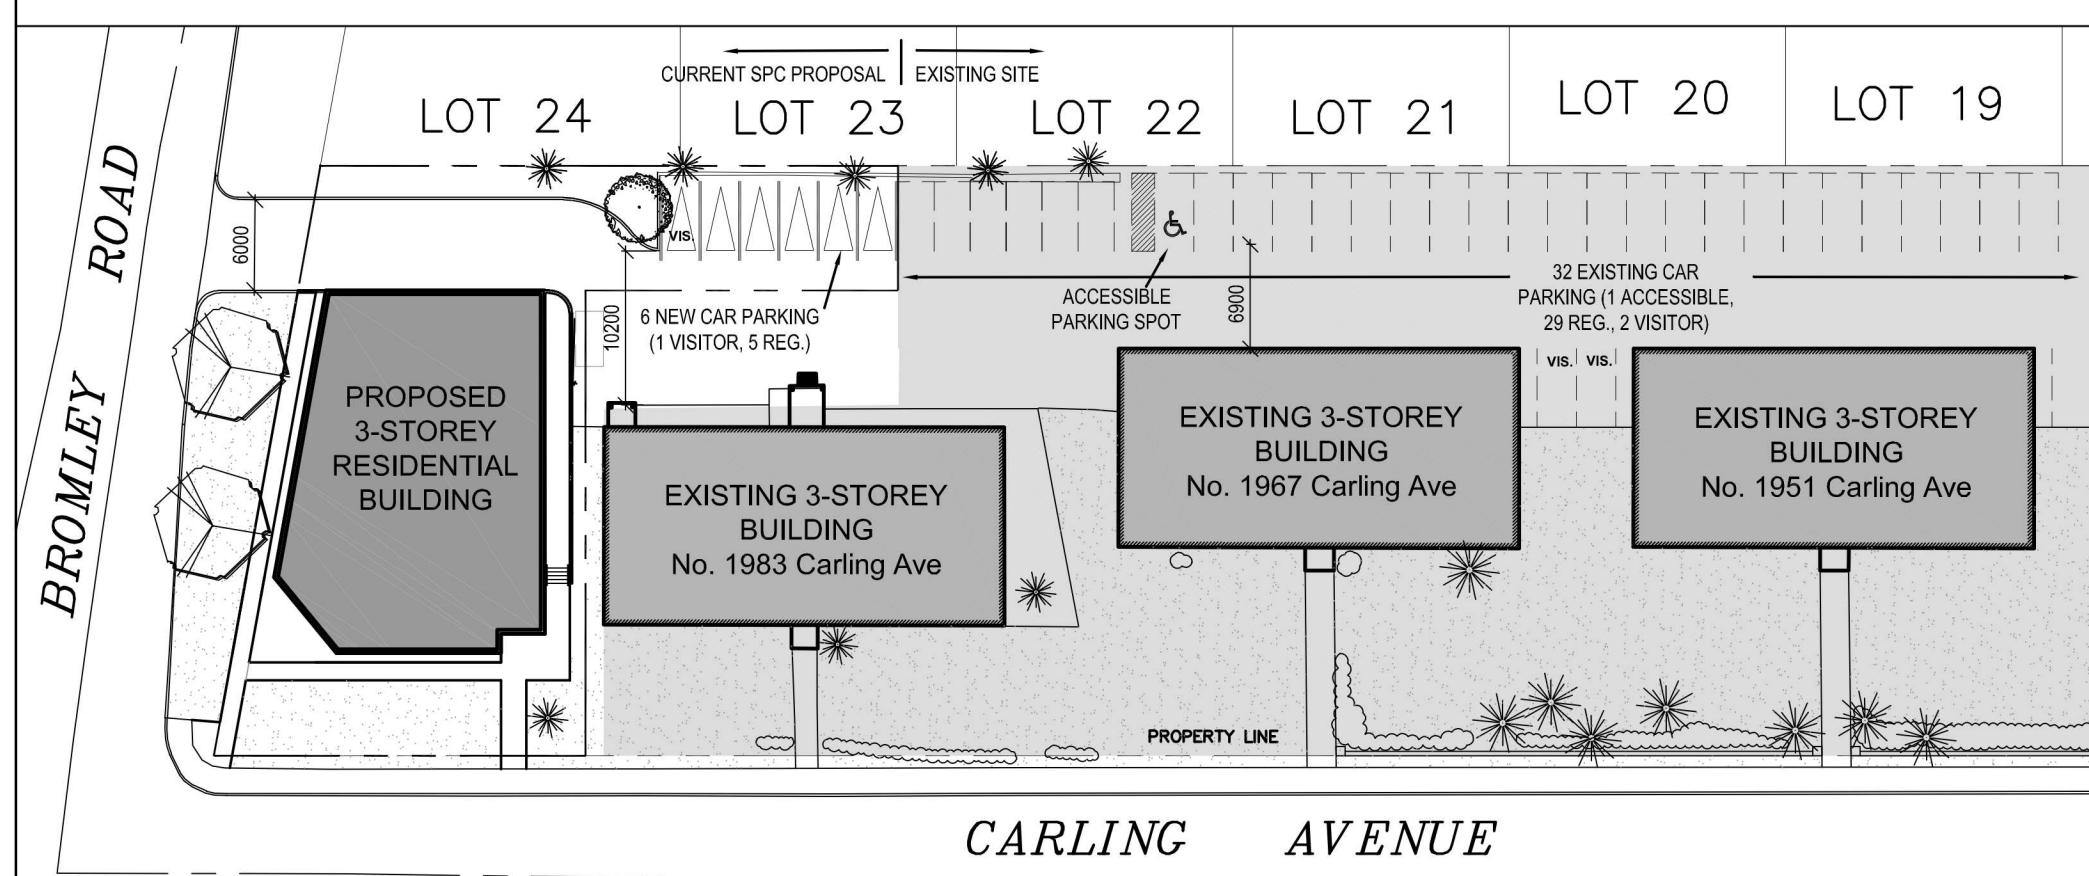 CURRENT SPC PROPOSAL
EXISTING SITE
LOT 24
LOT 23
LOT 22
LOT 21
LOT 20
LOT 19
BROMLEY ROAD
6000
VIS.
10200
6 NEW CAR PARKING
(1 VISITOR, 5 REG.)
ACCESSIBLE
PARKING SPOT
6900
32 EXISTING CAR
PARKING (1 ACCESSIBLE,
29 REG., 2 VISITOR)
VIS.
VIS.
PROPOSED
3-STOREY
RESIDENTIAL
BUILDING
EXISTING 3-STOREY
BUILDING
No. 1983 Carling Ave
EXISTING 3-STOREY
BUILDING
No. 1967 Carling Ave
EXISTING 3-STOREY
BUILDING
No. 1951 Carling Ave
PROPERTY LINE
CARLING AVENUE